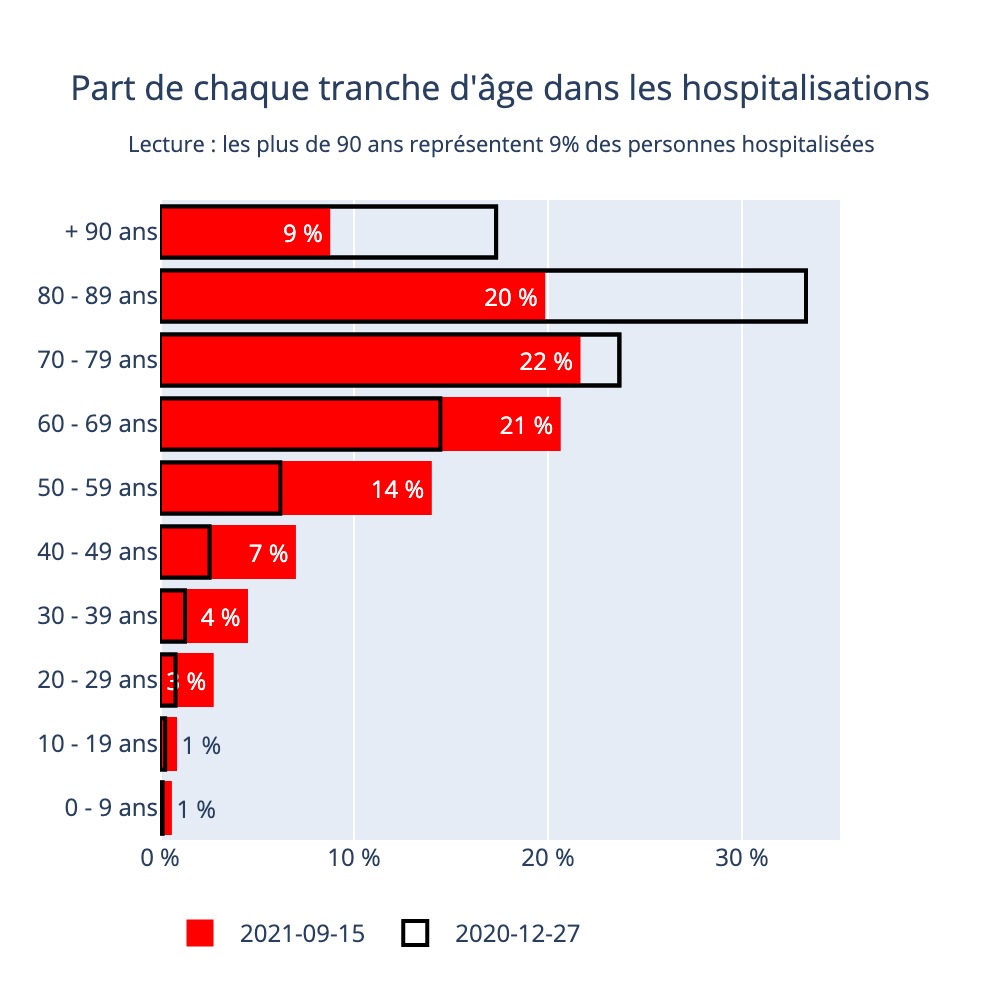 Part de chaque tranche d'âge dans les hospitalisations
Lecture : les plus de 90 ans représentent 9% des personnes hospitalisées
+ 90 ans 9 %
80 - 89 ans 20 %
70 - 79 ans 22 %
60 - 69 ans 21 %
50 - 59 ans 14 %
40 - 49 ans 7 %
30 - 39 ans 4 %
20 - 29 ans 3 %
10 - 19 ans 1 %
0 - 9 ans 1 %
0 % 10 % 20 % 30 %
2021-09-15 2020-12-27